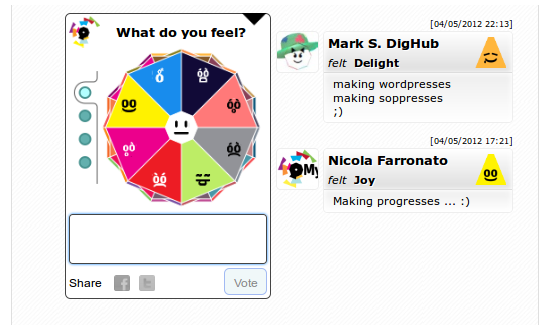 What do you feel?
Share
Vote
[04/05/2012 22:13]
Mark S. DigHub
felt Delight
making wordpresses
making soppresses
;)
[04/05/2012 17:21]
My
Nicola Farronato
felt Joy
Making progresses ... :)